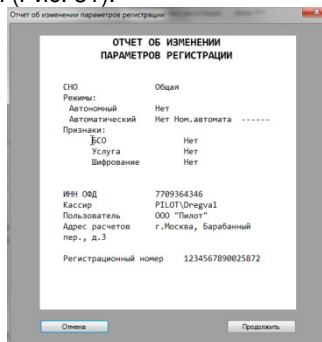 (Рис. 34).
Отчет об изменении параметров регистрации
ОТЧЕТ ОБ ИЗМЕНЕНИИ
ПАРАМЕТРОВ РЕГИСТРАЦИИ
СНО Общая
Режимы:
Автономный Нет
Автоматический Нет Ном.автомата ------
Признаки:
БСО Нет
Услуга Нет
Шифрование Нет
ИНН ОФД 7709364346
Кассир PILOT\Dregval
Пользователь ООО "Пилот"
Адрес расчетов г.Москва, Барабанный
пер., д.3
Регистрационный номер 1234567890025872
Отмена Продолжить